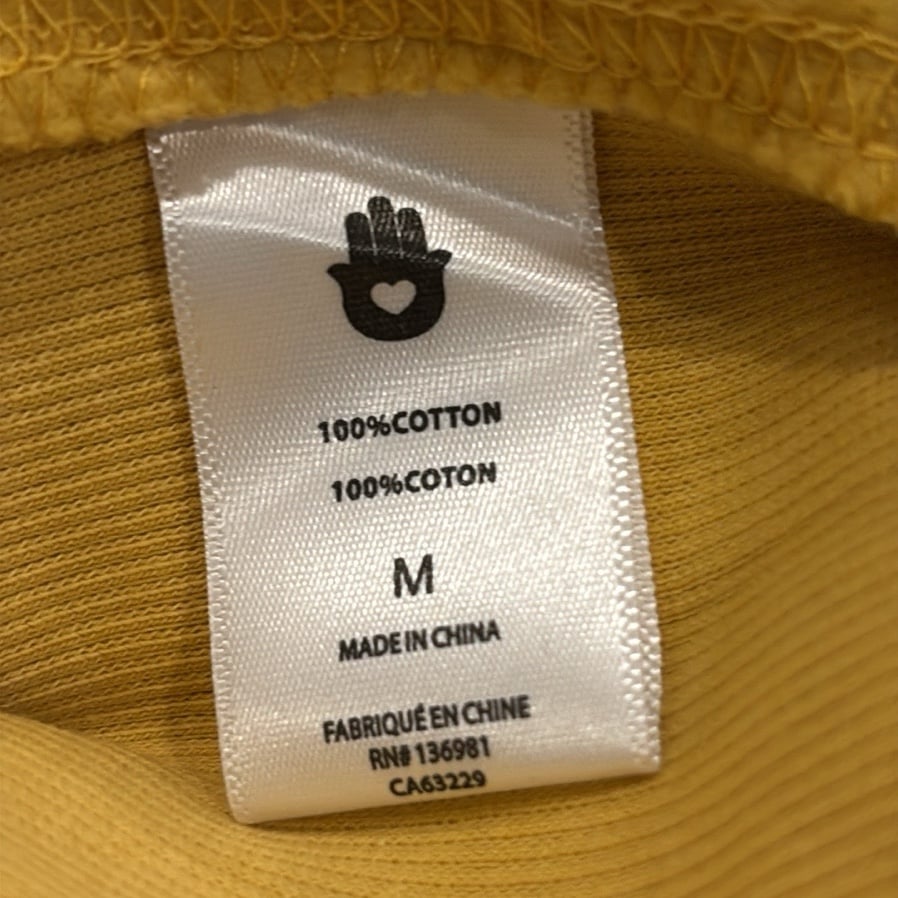 100%COTTON
100%COTON
M
MADE IN CHINA
FABRIQUÉ EN CHINE
RN# 136981
CA63229